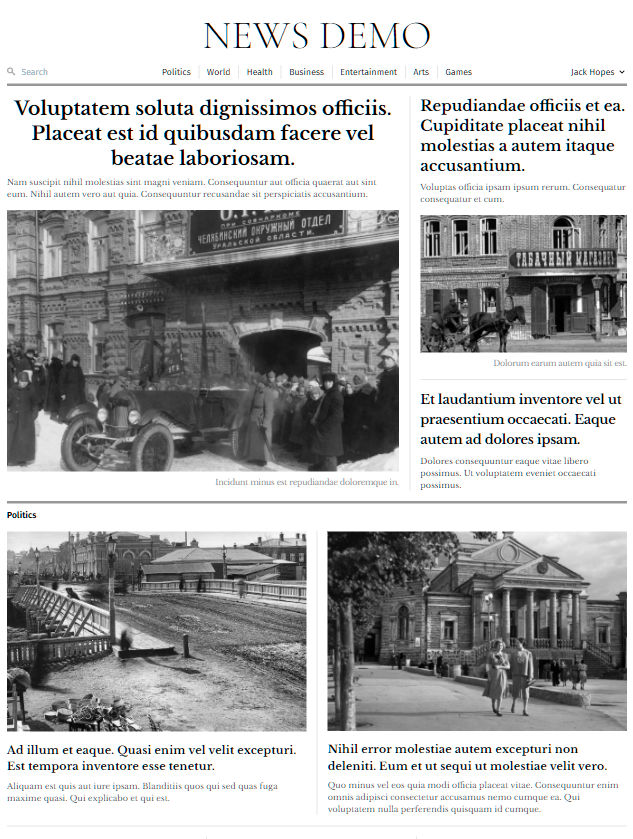 NEWS DEMO
Search
Politics
World
Health
Business
Entertainment
Arts
Games
Jack Hopes
Voluptatem soluta dignissimos officiis.
Placeat est id quibusdam facere vel
beatae laboriosam.
Nam suscipit nihil molestias sint magni veniam. Consequuntur aut officia quaerat aut sint
eum. Nihil autem vero aut quia. Consequuntur recusandae sit perspiciatis accusantium.
ПРИ СОВНАРКОМЕ
ЧЕЛЯБИНСКИЙ ОКРУЖНЫЙ ОТДЕЛ
УРАЛЬСКОЙ ОБЛАСТИ.
Incidunt minus est repudiandae doloremque in.
Repudiandae officiis et ea.
Cupiditate placeat nihil
molestias a autem itaque
accusantium.
Voluptas officia ipsam ipsum rerum. Consequatur
consequatur et cum.
ТАБАЧНЫЙ МАГАЗИНЪ
Dolorum earum autem quia sit est.
Et laudantium inventore vel ut
praesentium occaecati. Eaque
autem ad dolores ipsam.
Dolores consequuntur eaque vitae libero
possimus. Ut voluptatem eveniet occaecati
possimus.
Politics
Ad illum et eaque. Quasi enim vel velit excepturi.
Est tempora inventore esse tenetur.
Aliquam est quis aut iure ipsam. Blanditiis quos qui sed quas fuga
maxime quasi. Qui explicabo et qui est.
Nihil error molestiae autem excepturi non
deleniti. Eum et ut sequi ut molestiae velit vero.
Quo minus vel eos quia modi officia placeat vitae. Consequuntur enim
omnis adipisci consectetur accusamus nemo cumque ea. Qui
voluptatem nulla perferendis quisquam id cumque.